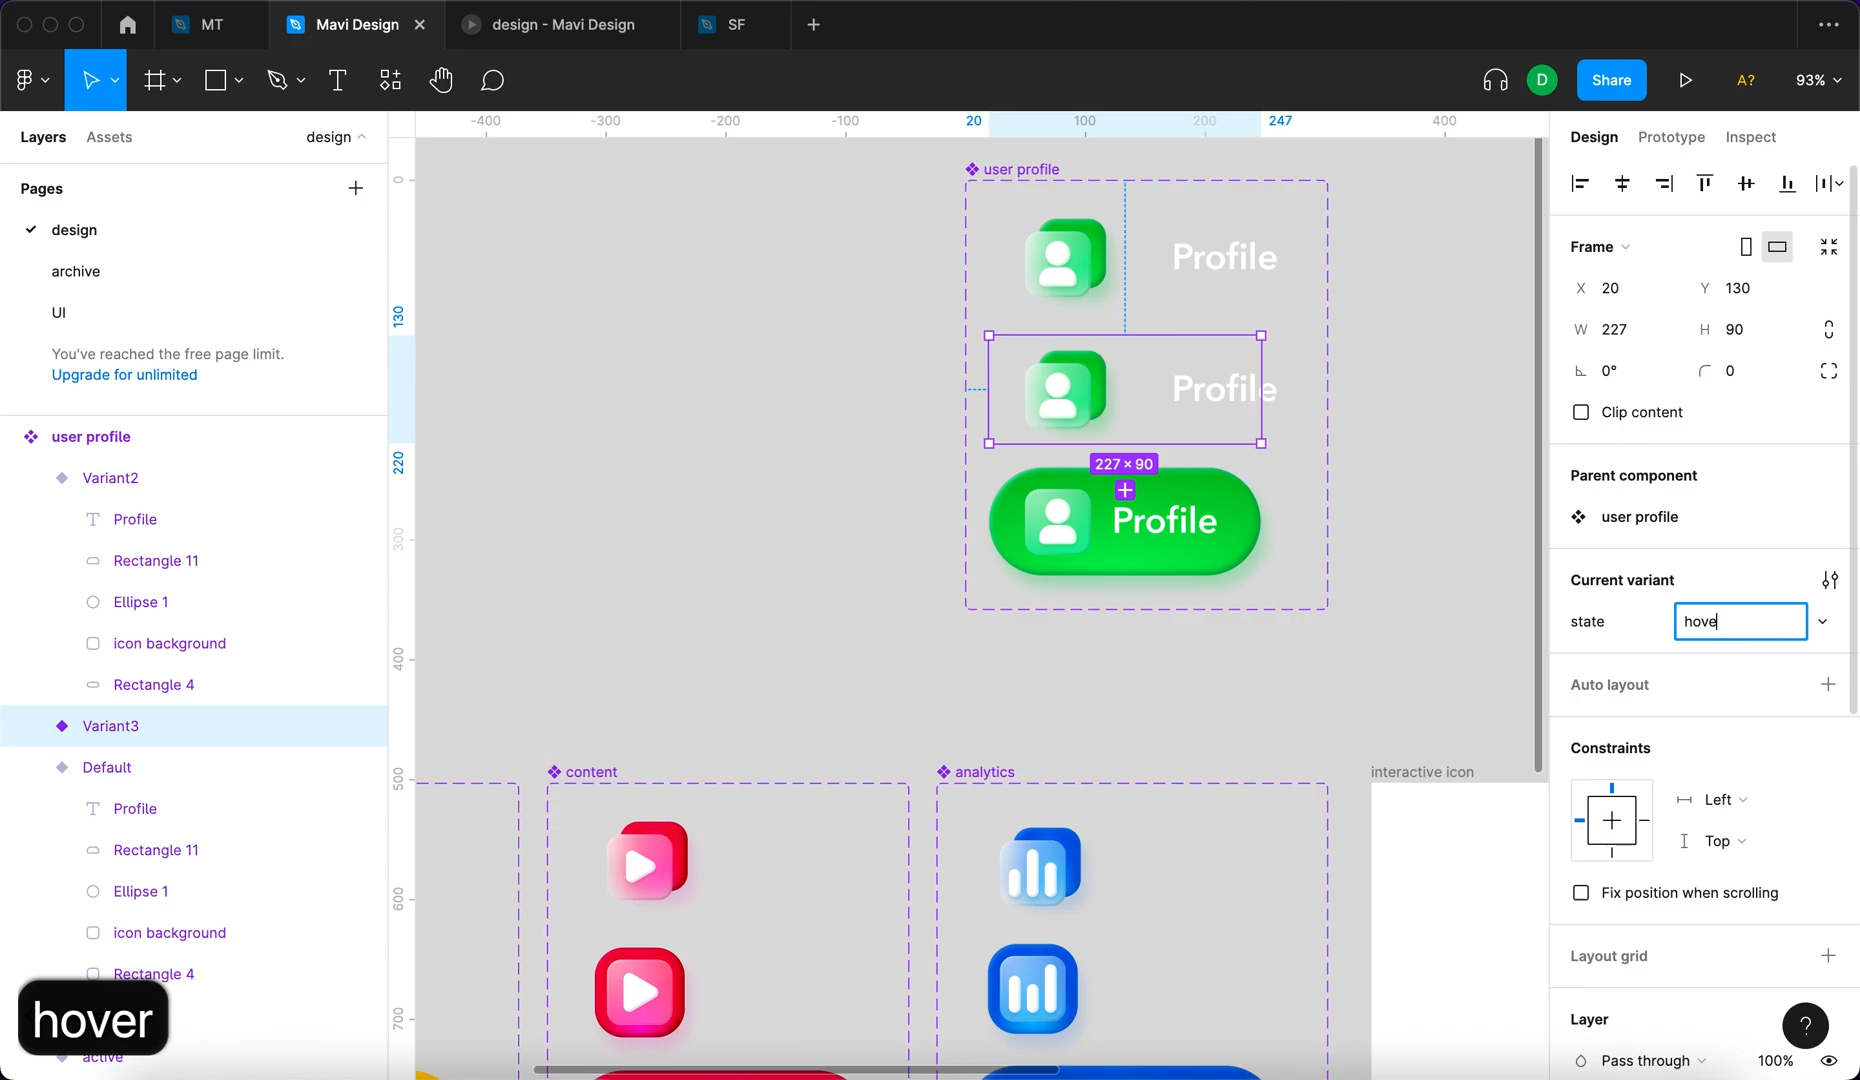 MT
Mavi Design
design - Mavi Design
SF
Share
A?
93%
D
Layers
Assets
design
Pages
design
archive
UI
You've reached the free page limit.
Upgrade for unlimited
user profile
Variant2
Profile
Rectangle 11
Ellipse 1
icon background
Rectangle 4
Variant3
Default
Profile
Rectangle 11
Ellipse 1
icon background
Rectangle 4
active
hover
-400
-300
-200
-100
20
100
200
247
400
0
130
220
300
400
500
600
700
user profile
Profile
Profile
227 × 90
Profile
content
analytics
interactive icon
Design
Prototype
Inspect
Frame
X 20
Y 130
W 227
H 90
0°
0
Clip content
Parent component
user profile
Current variant
state
hove
Auto layout
Constraints
Left
Top
Fix position when scrolling
Layout grid
Layer
?
Pass through
100%